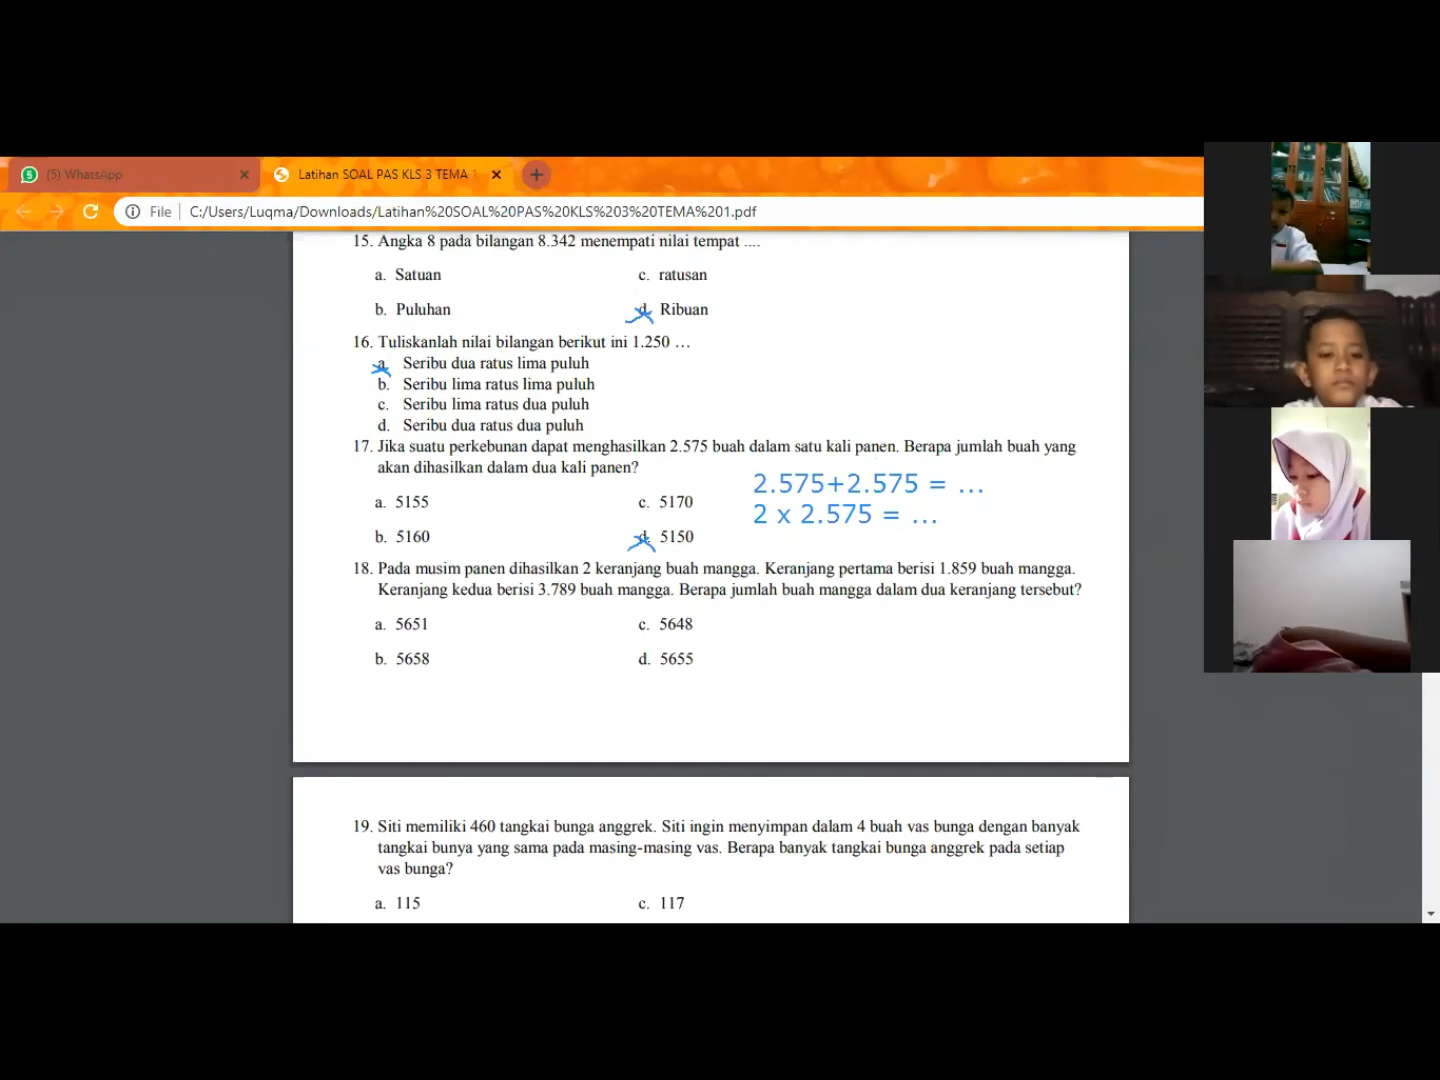 (5) WhatsApp
Latihan SOAL PAS KLS 3 TEMA 1
File C:/Users/Luqma/Downloads/Latihan%20SOAL%20PAS%20KLS%203%20TEMA%201.pdf
15. Angka 8 pada bilangan 8.342 menempati nilai tempat ....
a. Satuan c. ratusan
b. Puluhan d. Ribuan
16. Tuliskanlah nilai bilangan berikut ini 1.250 …
a. Seribu dua ratus lima puluh
b. Seribu lima ratus lima puluh
c. Seribu lima ratus dua puluh
d. Seribu dua ratus dua puluh
17. Jika suatu perkebunan dapat menghasilkan 2.575 buah dalam satu kali panen. Berapa jumlah buah yang
akan dihasilkan dalam dua kali panen?
2.575+2.575 = ...
a. 5155 c. 5170
2 x 2.575 = ...
b. 5160 d. 5150
18. Pada musim panen dihasilkan 2 keranjang buah mangga. Keranjang pertama berisi 1.859 buah mangga.
Keranjang kedua berisi 3.789 buah mangga. Berapa jumlah buah mangga dalam dua keranjang tersebut?
a. 5651 c. 5648
b. 5658 d. 5655
19. Siti memiliki 460 tangkai bunga anggrek. Siti ingin menyimpan dalam 4 buah vas bunga dengan banyak
tangkai bunya yang sama pada masing-masing vas. Berapa banyak tangkai bunga anggrek pada setiap
vas bunga?
a. 115 c. 117